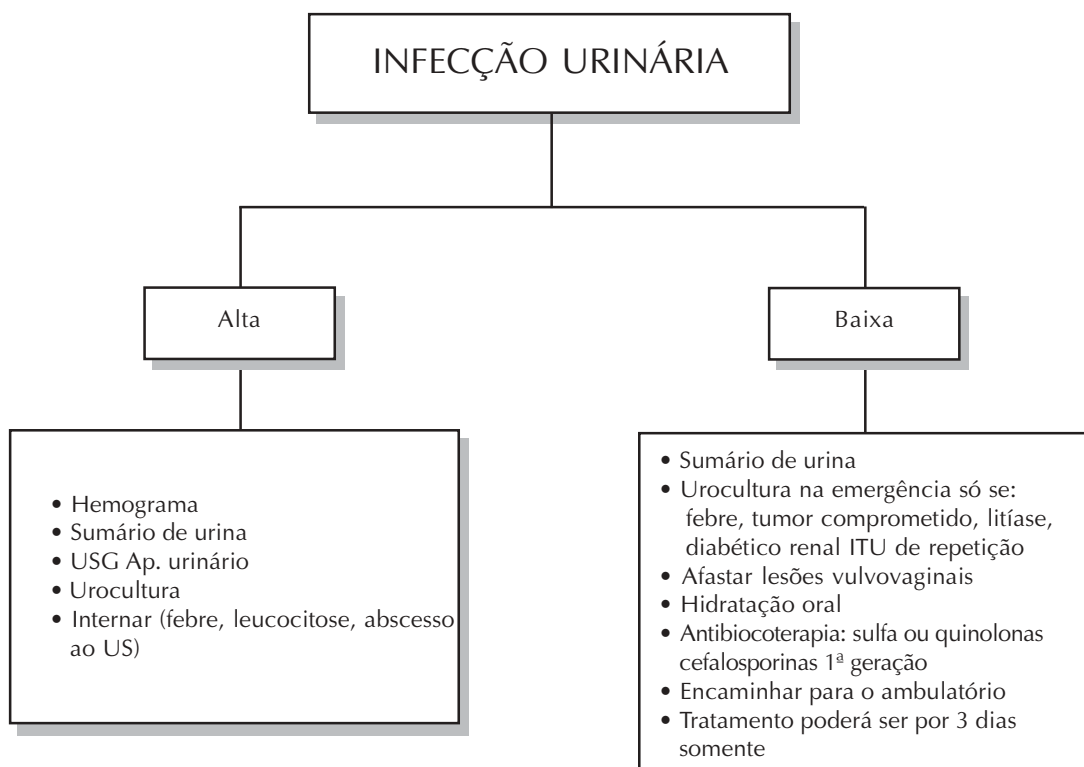 INFECÇÃO URINÁRIA
Alta
Baixa
• Hemograma
• Sumário de urina
• USG Ap. urinário
• Urocultura
• Internar (febre, leucocitose, abscesso
ao US)
• Sumário de urina
• Urocultura na emergência só se:
febre, tumor comprometido, litíase,
diabético renal ITU de repetição
• Afastar lesões vulvovaginais
• Hidratação oral
• Antibiocoterapia: sulfa ou quinolonas
cefalosporinas 1ª geração
• Encaminhar para o ambulatório
• Tratamento poderá ser por 3 dias
somente